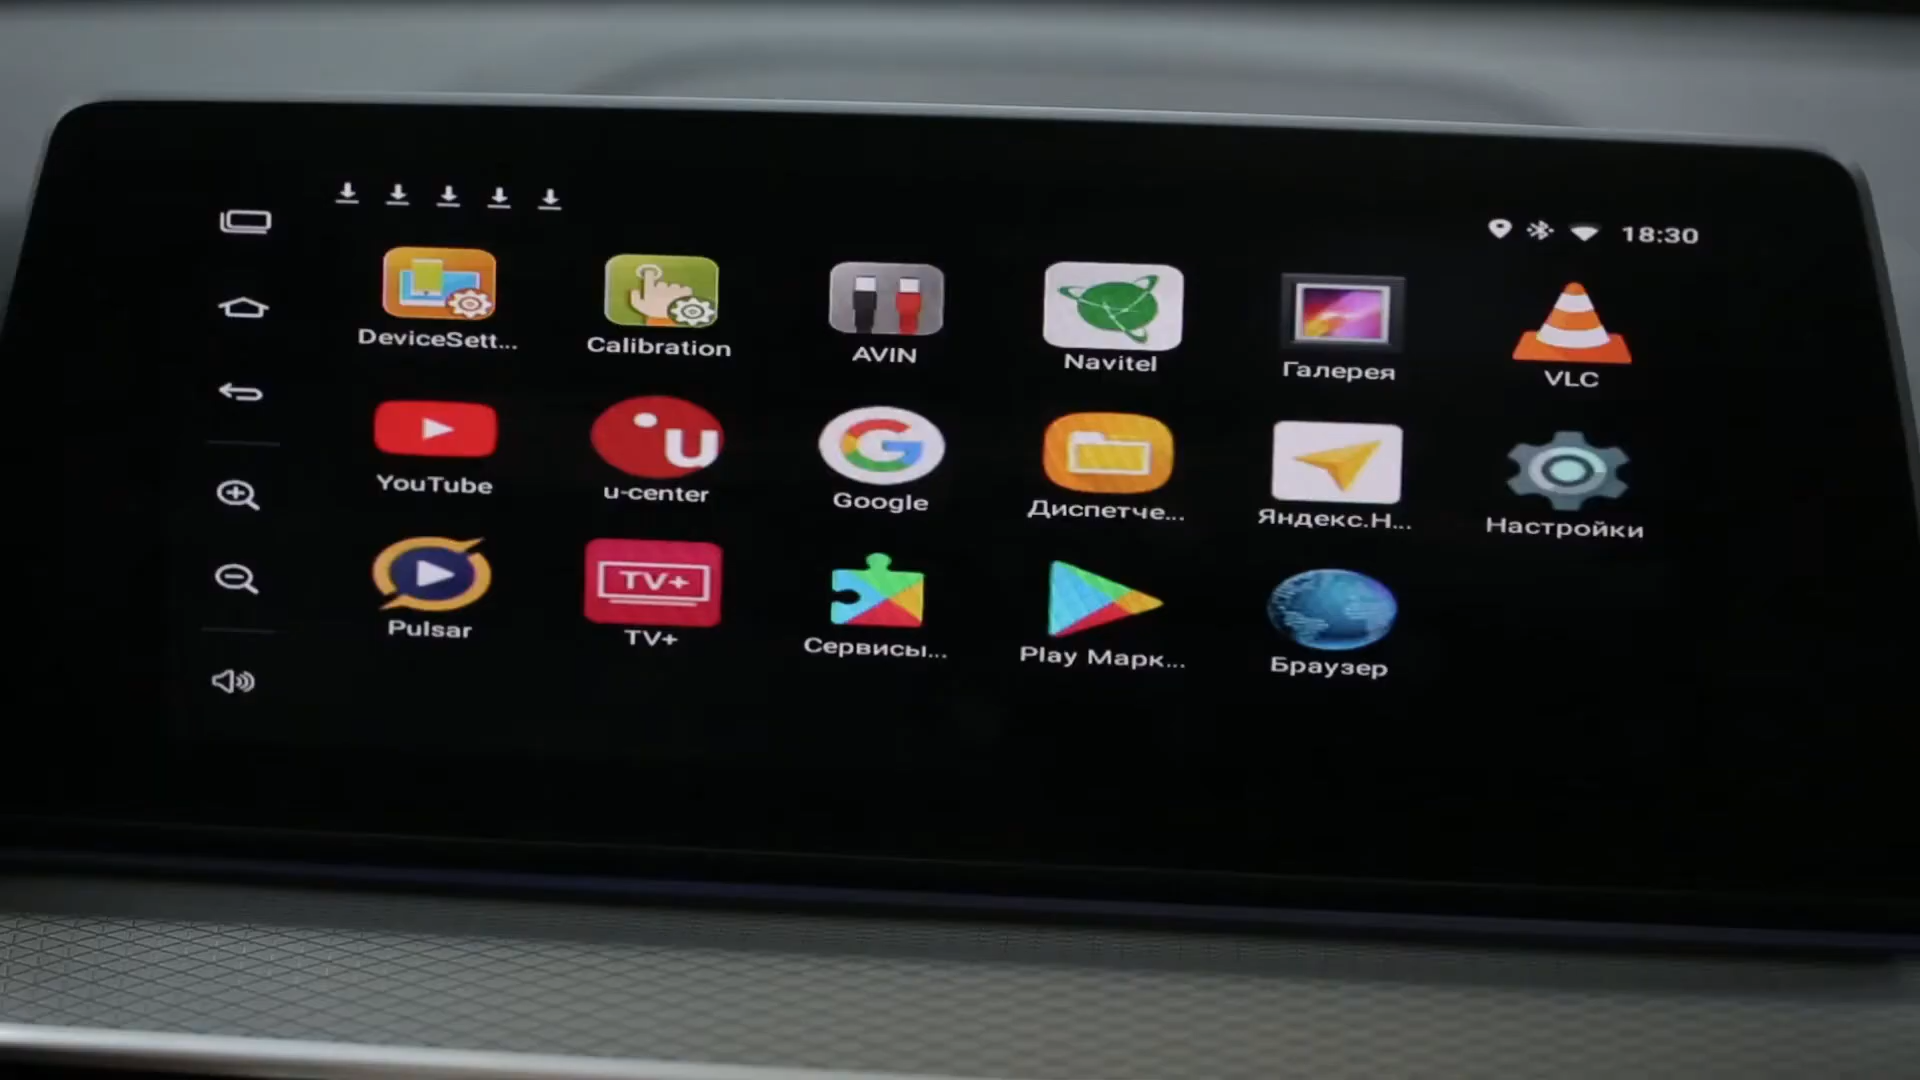 18:30
DeviceSett...
Calibration
AVIN
Navitel
Галерея
VLC
YouTube
u
u-center
Google
Диспетче...
Яндекс.Н...
Настройки
Pulsar
TV+
TV+
Сервисы...
Play Марк...
Браузер